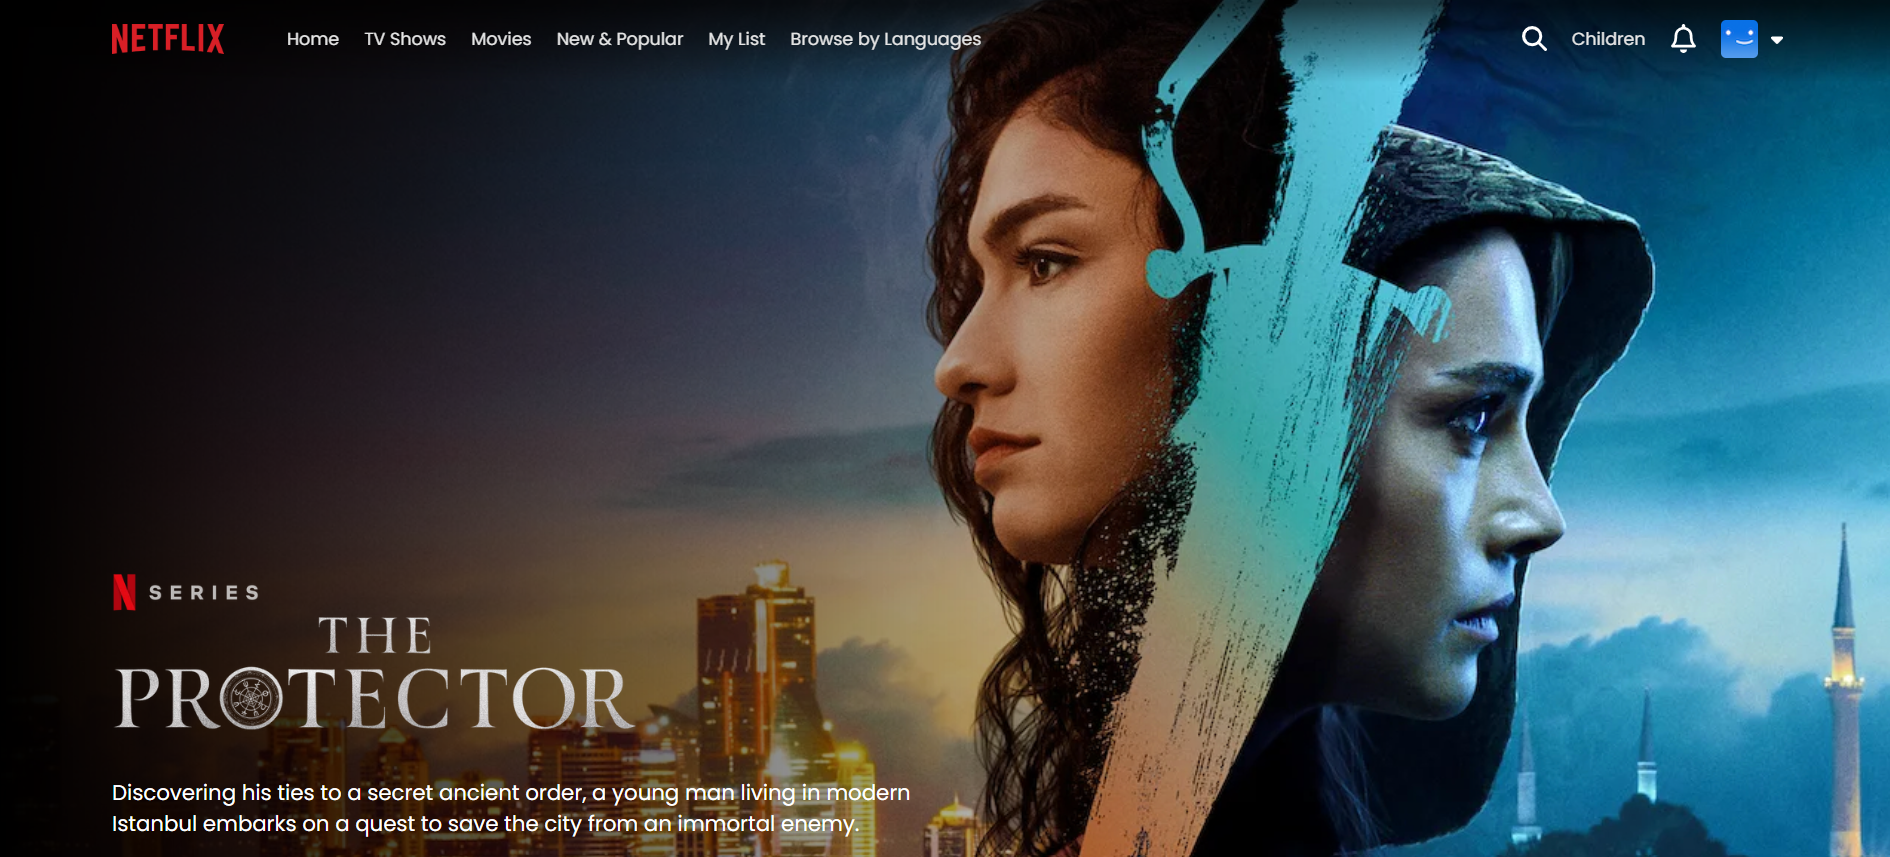 NETFLIX Home TV Shows Movies New & Popular My List Browse by Languages Children
N SERIES
THE
PROTECTOR
Discovering his ties to a secret ancient order, a young man living in modern
Istanbul embarks on a quest to save the city from an immortal enemy.